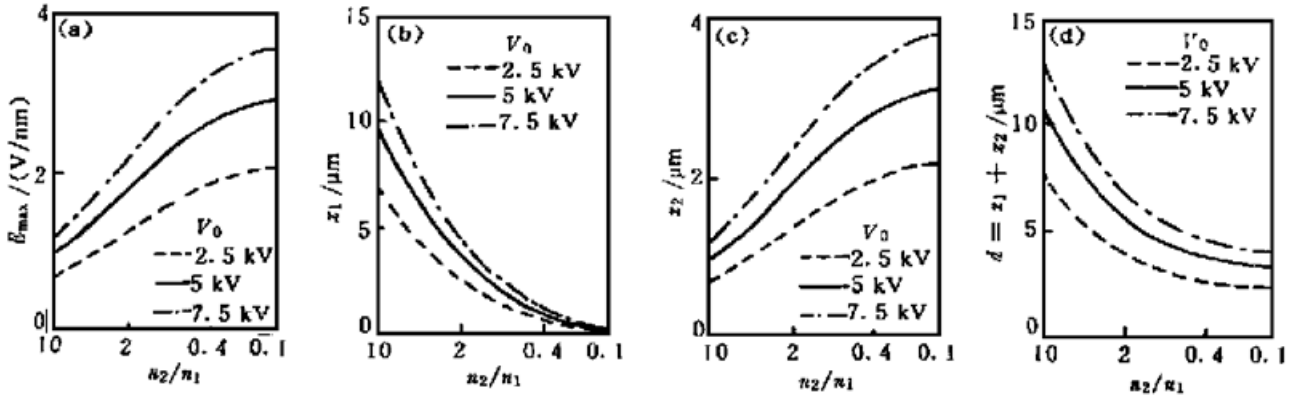 (a)
4
2
0
E_max/(V/nm)
V_0
2.5 kV
5 kV
7.5 kV
10 2 0.4 0.1
n_2/n_1
(b)
15
10
5
0
x_1/μm
V_0
2.5 kV
5 kV
7.5 kV
10 2 0.4 0.1
n_2/n_1
(c)
4
2
0
x_2/μm
V_0
2.5 kV
5 kV
7.5 kV
10 2 0.4 0.1
n_2/n_1
(d)
15
10
5
0
d = x_1 + x_2/μm
V_0
2.5 kV
5 kV
7.5 kV
10 2 0.4 0.1
n_2/n_1